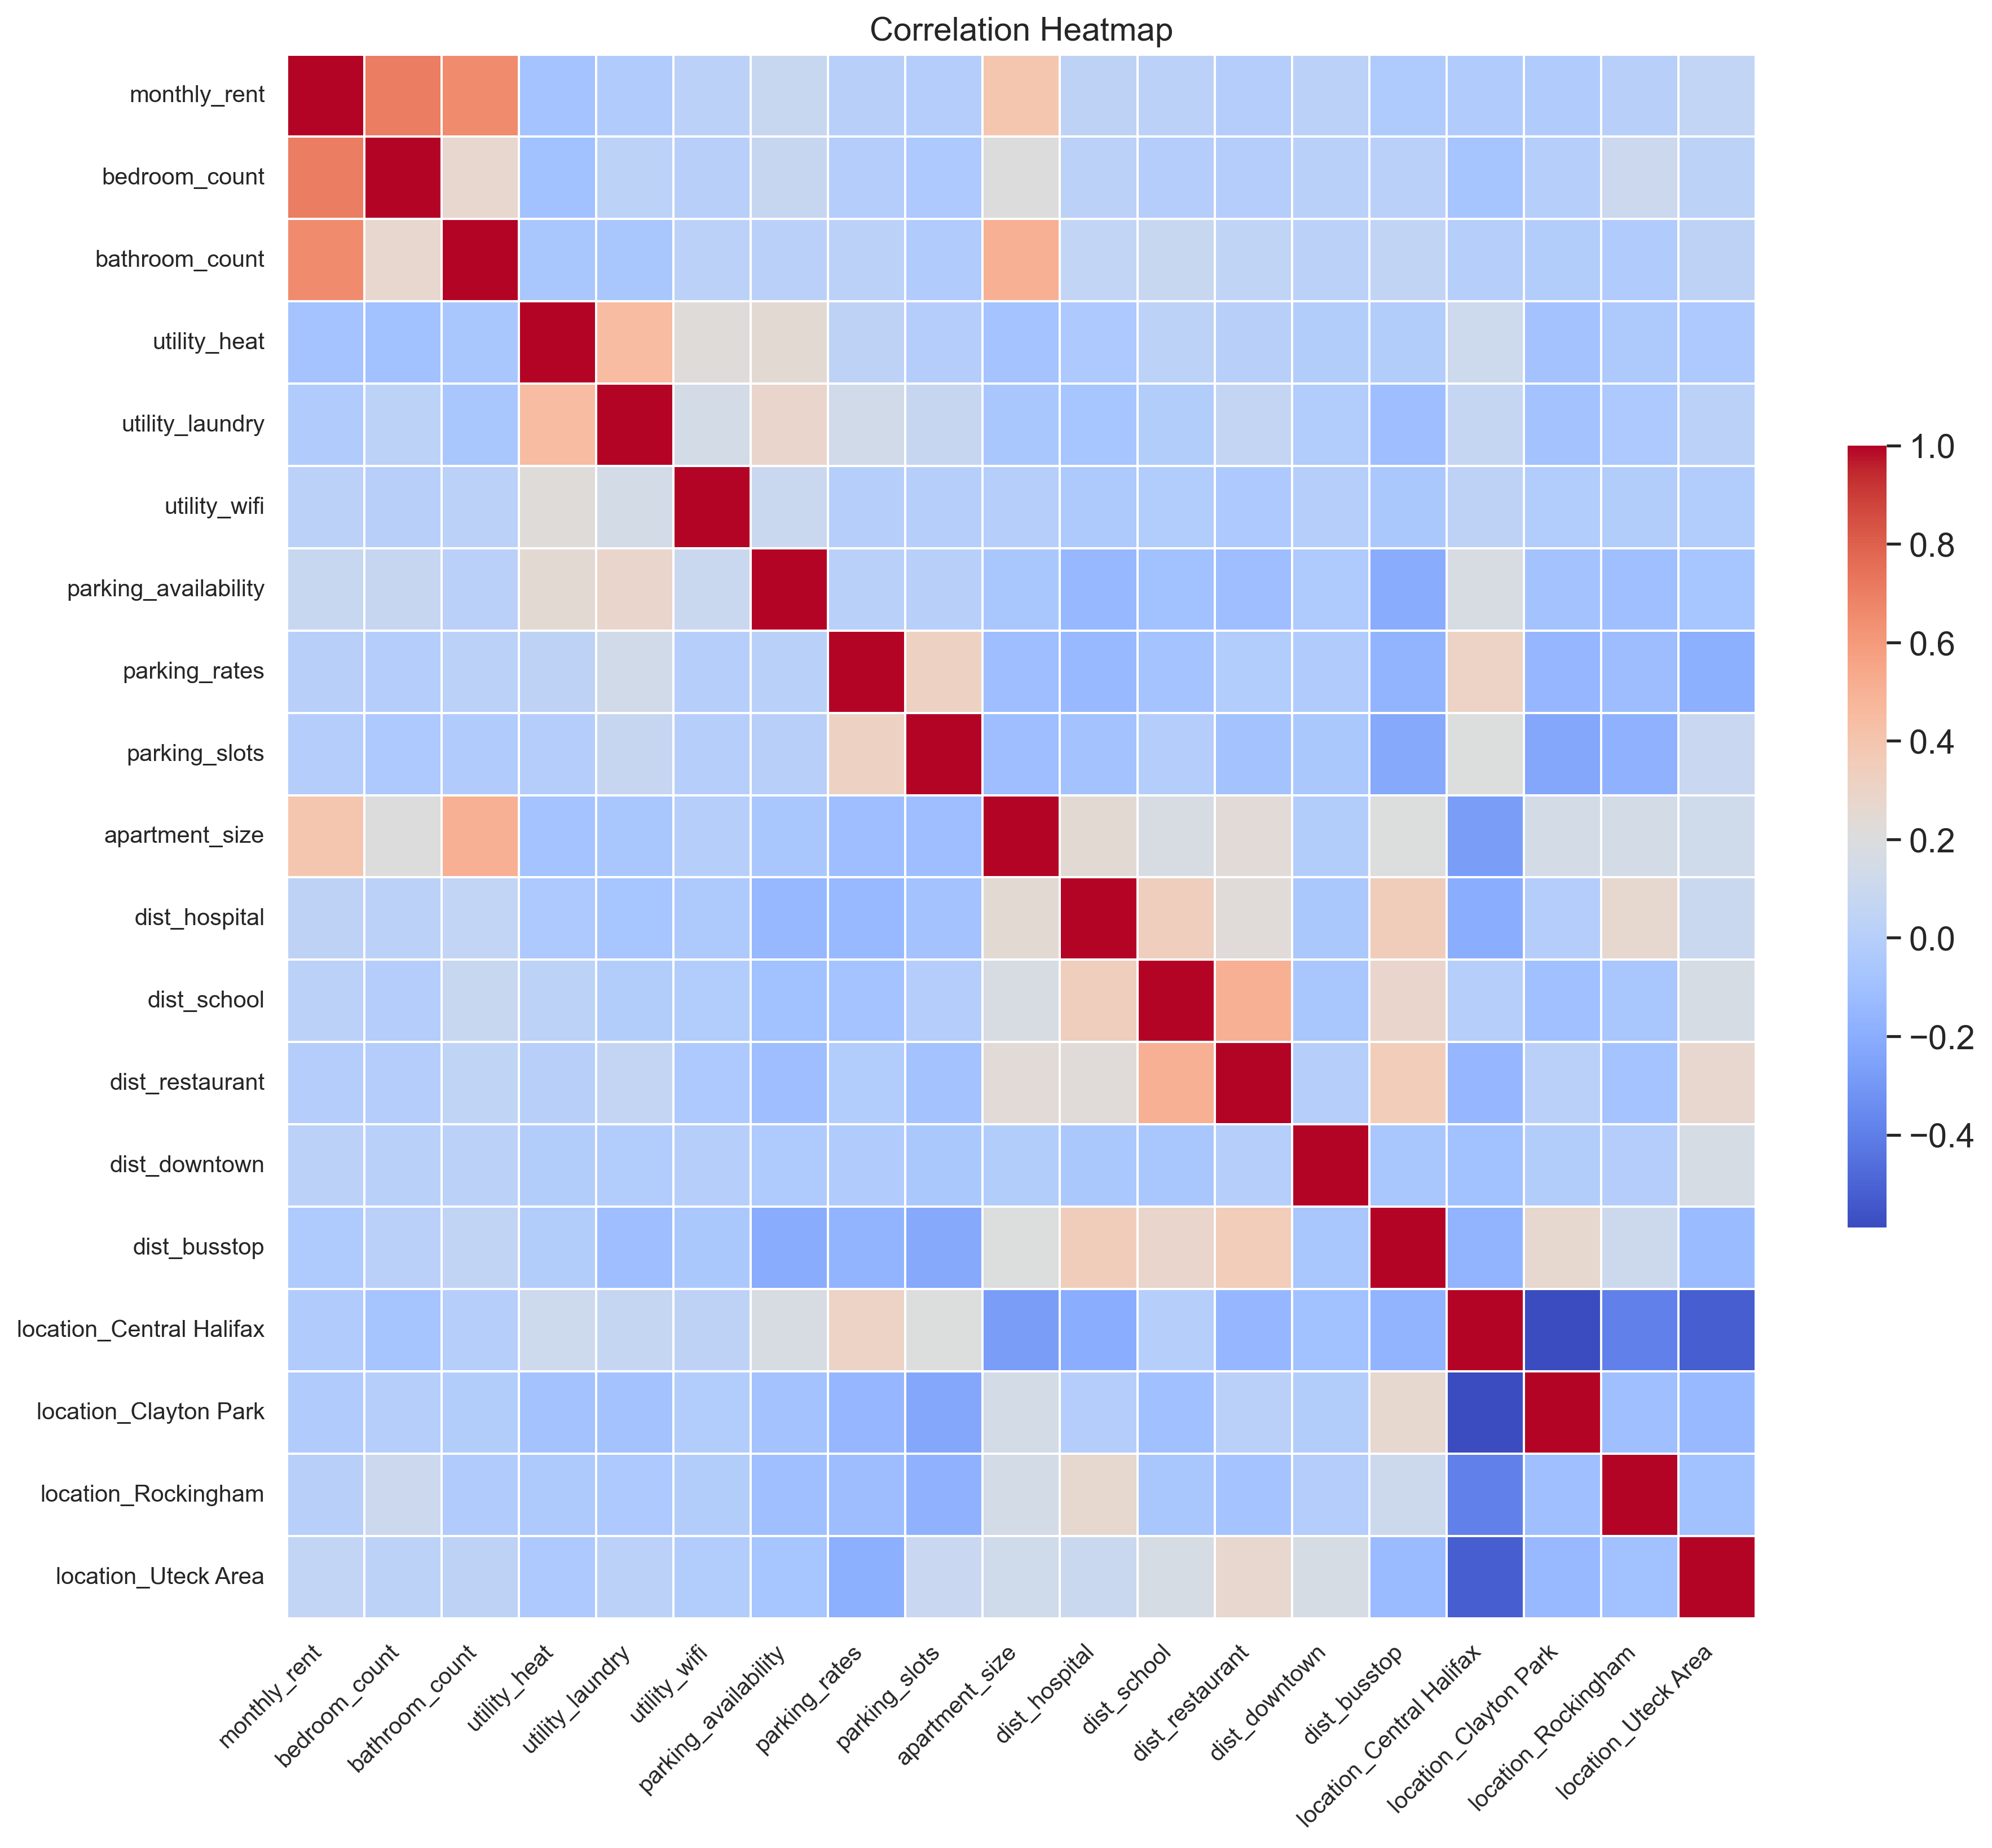 Correlation Heatmap
monthly_rent
bedroom_count
bathroom_count
utility_heat
utility_laundry
utility_wifi
parking_availability
parking_rates
parking_slots
apartment_size
dist_hospital
dist_school
dist_restaurant
dist_downtown
dist_busstop
location_Central Halifax
location_Clayton Park
location_Rockingham
location_Uteck Area
monthly_rent
bedroom_count
bathroom_count
utility_heat
utility_laundry
utility_wifi
parking_availability
parking_rates
parking_slots
apartment_size
dist_hospital
dist_school
dist_restaurant
dist_downtown
dist_busstop
location_Central Halifax
location_Clayton Park
location_Rockingham
location_Uteck Area
1.0
0.8
0.6
0.4
0.2
0.0
−0.2
−0.4